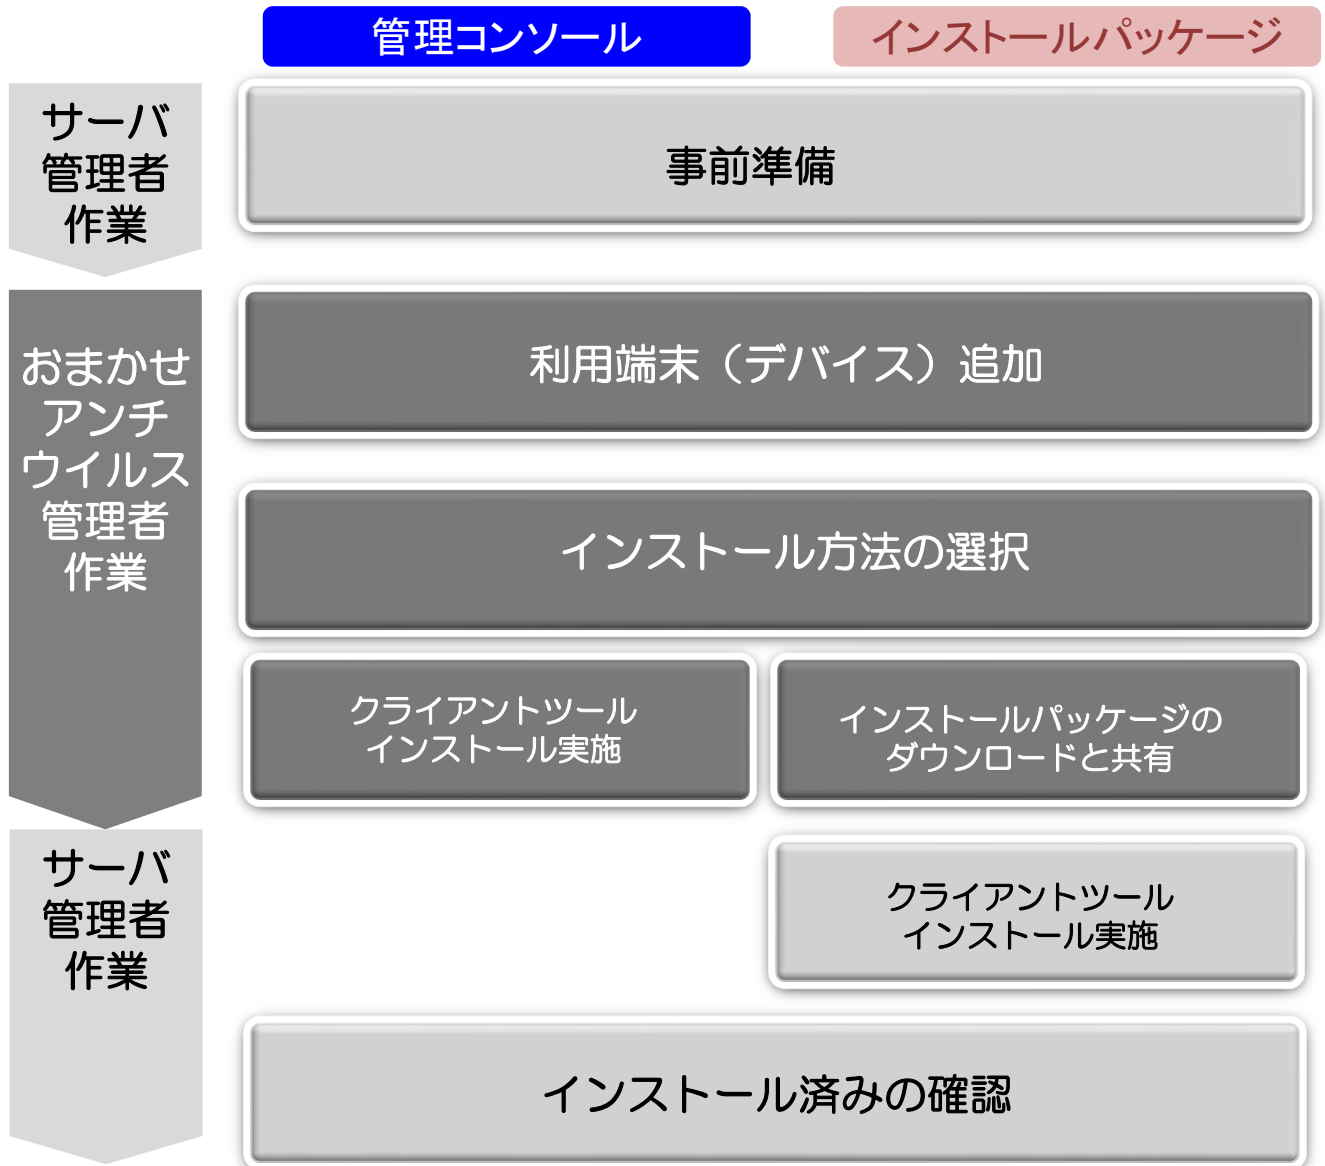 管理コンソール
インストールパッケージ
サーバ
管理者
作業
事前準備
おまかせ
アンチ
ウイルス
管理者
作業
利用端末（デバイス）追加
インストール方法の選択
クライアントツール
インストール実施
インストールパッケージの
ダウンロードと共有
サーバ
管理者
作業
クライアントツール
インストール実施
インストール済みの確認